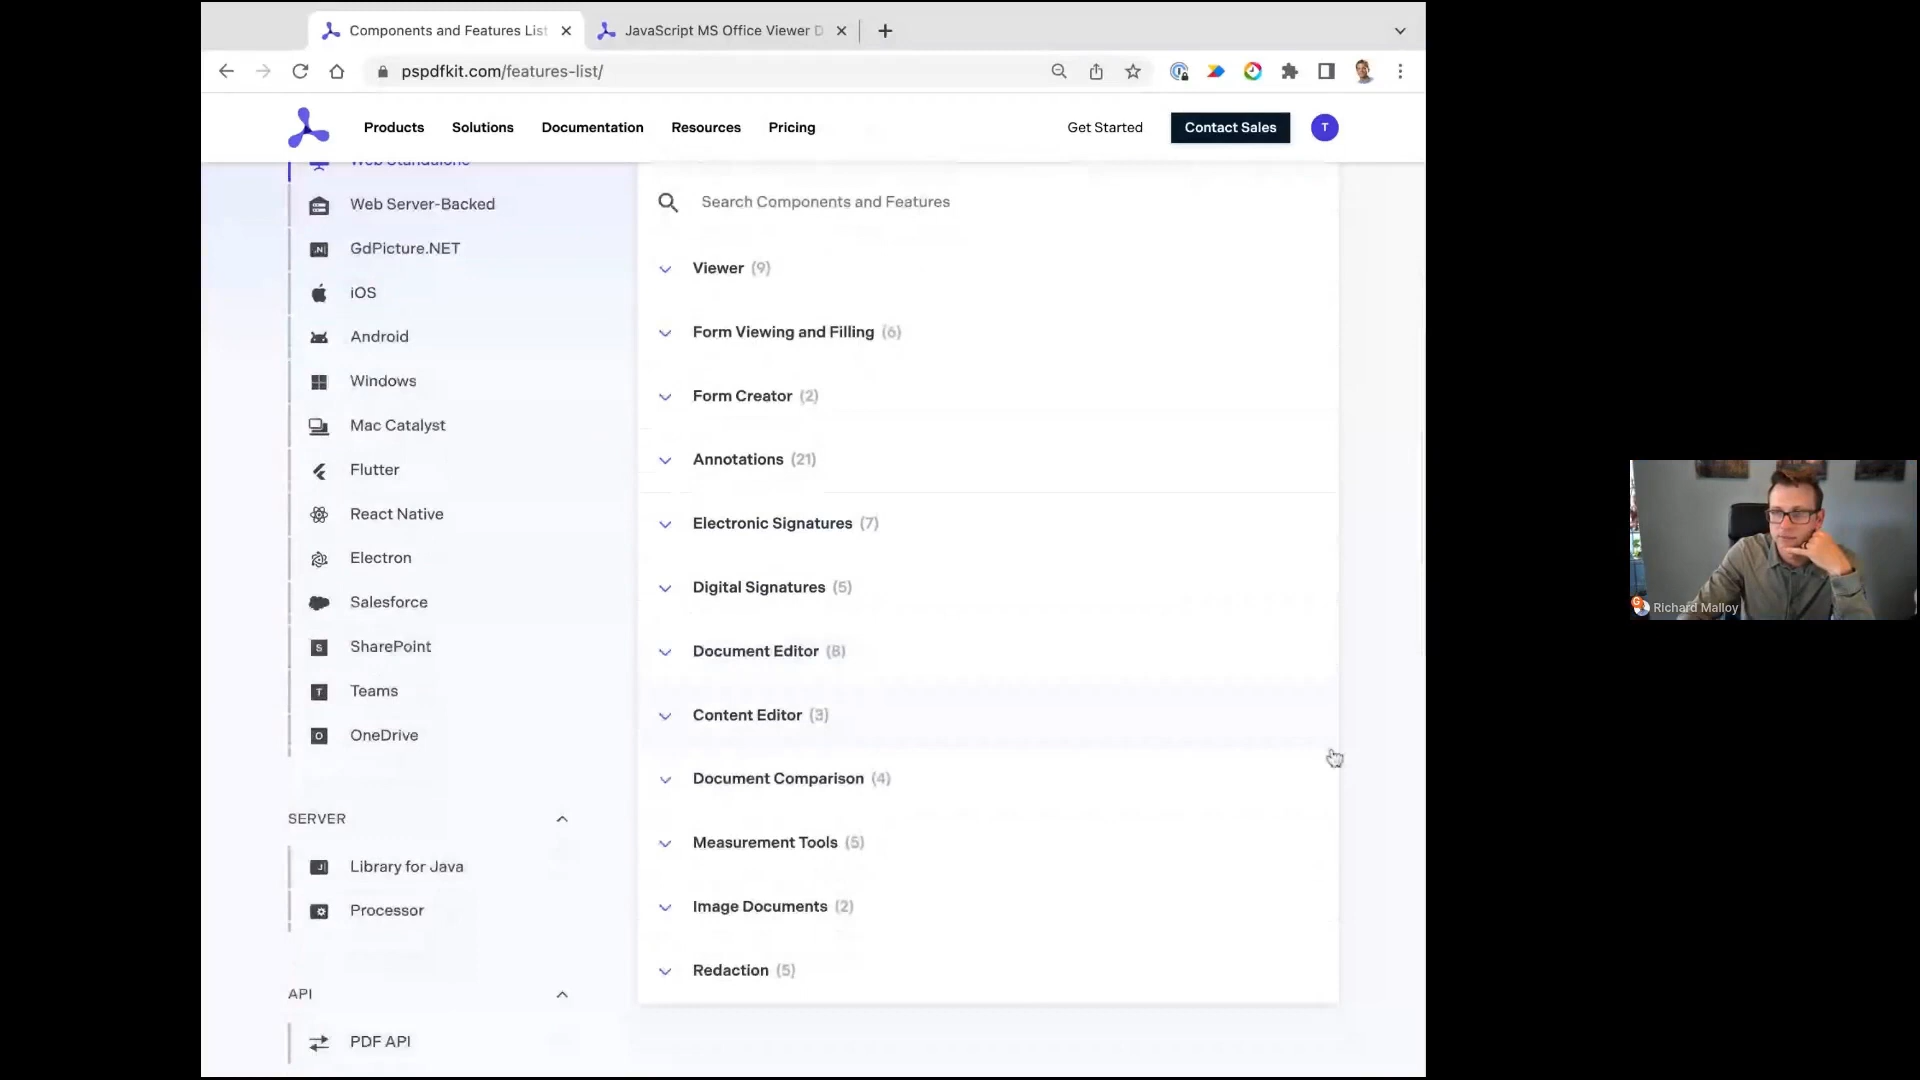 Components and Features List
JavaScript MS Office Viewer D
pspdfkit.com/features-list/
Products
Solutions
Documentation
Resources
Pricing
Get Started
Contact Sales
T
Web Standalone
Web Server-Backed
GdPicture.NET
iOS
Android
Windows
Mac Catalyst
Flutter
React Native
Electron
Salesforce
SharePoint
Teams
OneDrive
SERVER
Library for Java
Processor
API
PDF API
Search Components and Features
Viewer (9)
Form Viewing and Filling (6)
Form Creator (2)
Annotations (21)
Electronic Signatures (7)
Digital Signatures (5)
Document Editor (8)
Content Editor (3)
Document Comparison (4)
Measurement Tools (5)
Image Documents (2)
Redaction (5)
Richard Malloy